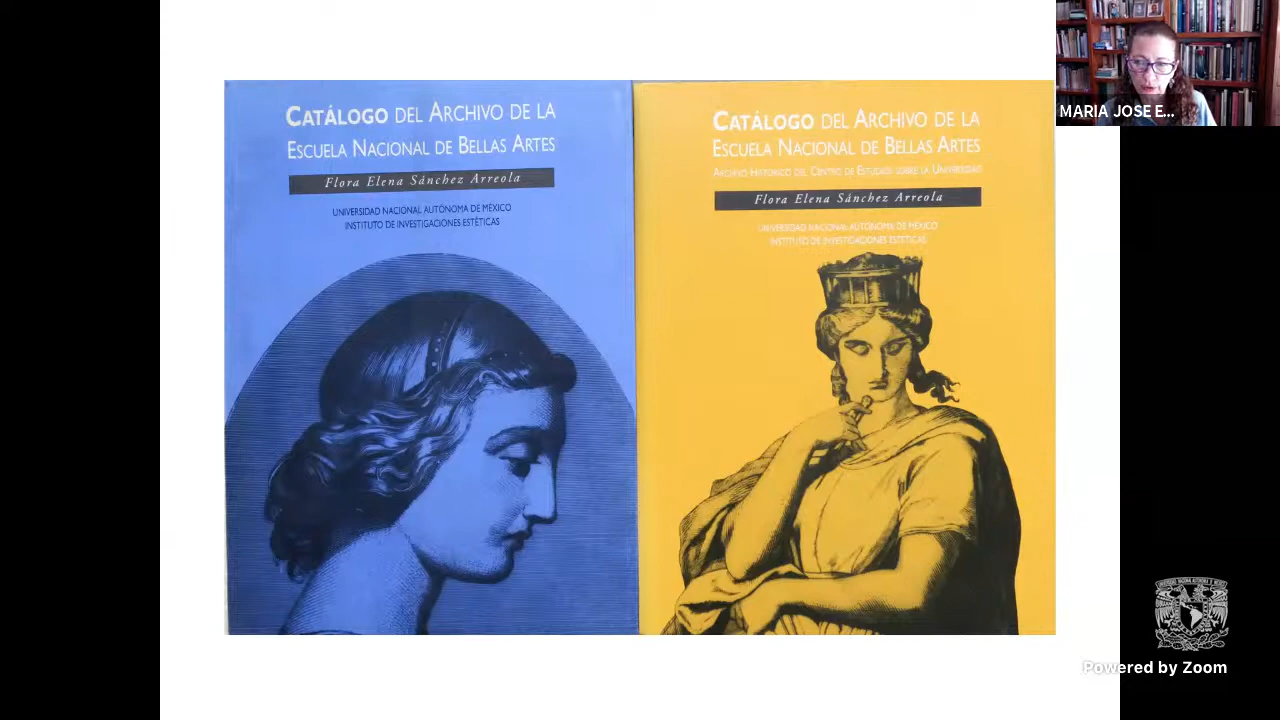 CATÁLOGO DEL ARCHIVO DE LA
ESCUELA NACIONAL DE BELLAS ARTES
Flora Elena Sánchez Arreola
UNIVERSIDAD NACIONAL AUTÓNOMA DE MÉXICO
INSTITUTO DE INVESTIGACIONES ESTÉTICAS
CATÁLOGO DEL ARCHIVO DE LA
ESCUELA NACIONAL DE BELLAS ARTES
ARCHIVO HISTÓRICO DEL CENTRO DE ESTUDIOS SOBRE LA UNIVERSIDAD
Flora Elena Sánchez Arreola
UNIVERSIDAD NACIONAL AUTÓNOMA DE MÉXICO
INSTITUTO DE INVESTIGACIONES ESTÉTICAS
MARIA JOSE E...
Powered by Zoom